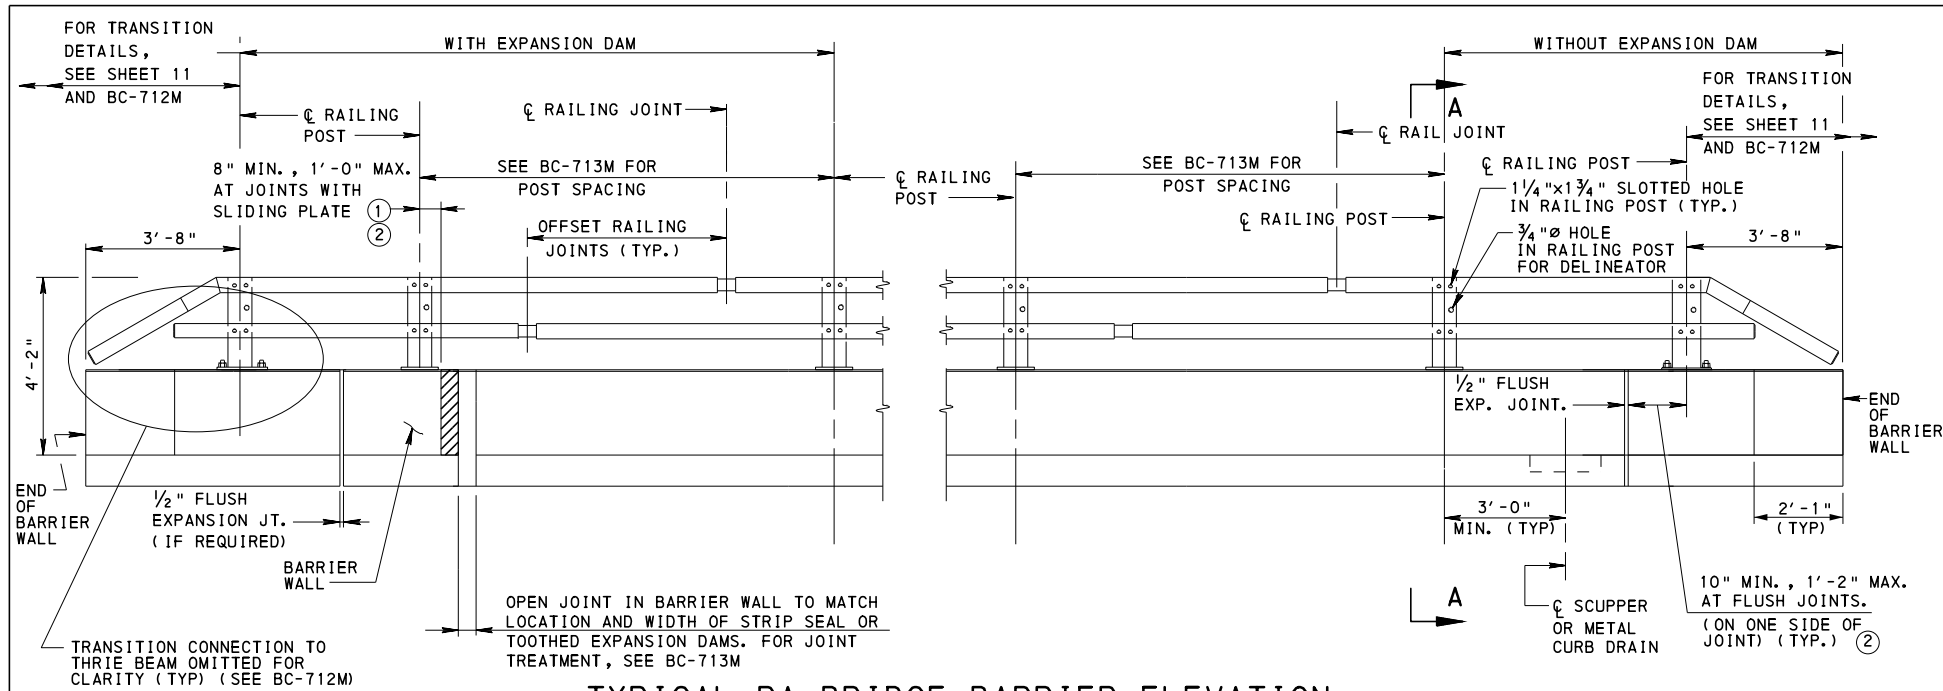 FOR TRANSITION
DETAILS,
SEE SHEET 11
AND BC-712M
WITH EXPANSION DAM
WITHOUT EXPANSION DAM
FOR TRANSITION
DETAILS,
SEE SHEET 11
AND BC-712M
℄ RAILING
POST
℄ RAILING JOINT
A
℄ RAIL JOINT
8" MIN., 1'-0" MAX.
AT JOINTS WITH
SLIDING PLATE ①
②
SEE BC-713M FOR
POST SPACING
℄ RAILING
POST
SEE BC-713M FOR
POST SPACING
℄ RAILING POST
1¼"x1¾" SLOTTED HOLE
IN RAILING POST (TYP.)
℄ RAILING POST
¾"Ø HOLE
IN RAILING POST
FOR DELINEATOR
OFFSET RAILING
JOINTS (TYP.)
3'-8"
3'-8"
4'-2"
½" FLUSH
EXP. JOINT.
END
OF
BARRIER
WALL
END
OF
BARRIER
WALL
½" FLUSH
EXPANSION JT.
(IF REQUIRED)
BARRIER
WALL
3'-0"
MIN. (TYP)
2'-1"
(TYP)
OPEN JOINT IN BARRIER WALL TO MATCH
LOCATION AND WIDTH OF STRIP SEAL OR
TOOTHED EXPANSION DAMS. FOR JOINT
TREATMENT, SEE BC-713M
A
℄ SCUPPER
OR METAL
CURB DRAIN
10" MIN., 1'-2" MAX.
AT FLUSH JOINTS.
(ON ONE SIDE OF
JOINT) (TYP.) ②
TRANSITION CONNECTION TO
THRIE BEAM OMITTED FOR
CLARITY (TYP) (SEE BC-712M)
TYPICAL PA BRIDGE BARRIER ELEVATION